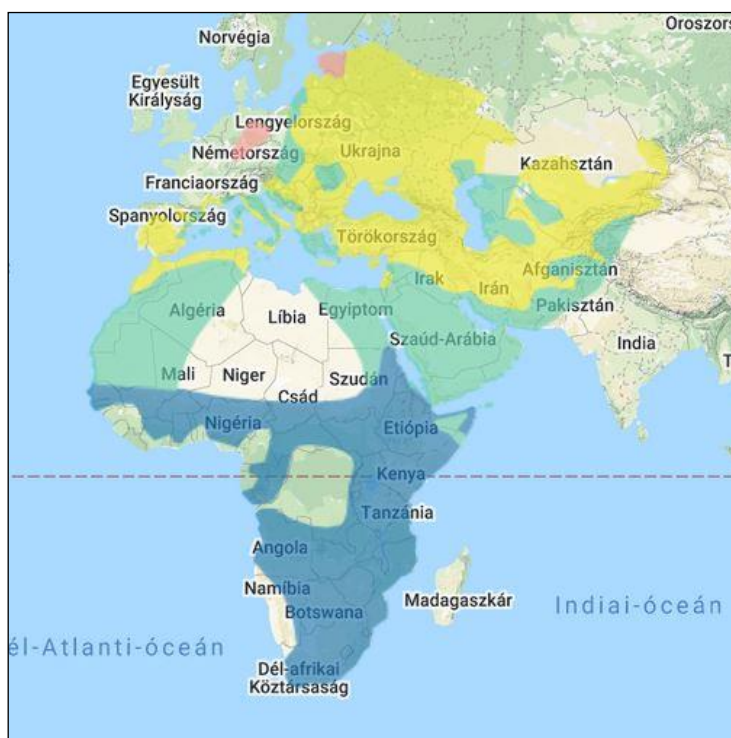 Oroszors
Norvégia
Egyesült
Királyság
Lengyelország
Németország
Ukrajna
Kazahsztán
Franciaország
Spanyolország
Törökország
Afganisztán
Irak
Irán
Algéria
Líbia
Egyiptom
Pakisztán
Szaúd-Arábia
India
Mali
Niger
Szudán
T
Csád
Nigéria
Etiópia
Kenya
Tanzánia
Angola
Namíbia
Madagaszkár
Indiai-óceán
Botswana
él-Atlanti-óceán
Dél-afrikai
Köztársaság